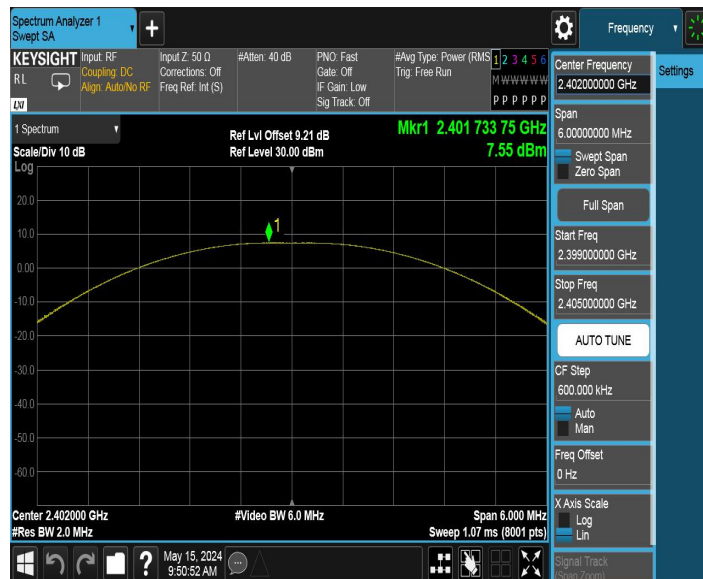 Spectrum Analyzer 1
Swept SA
Frequency
KEYSIGHT
RL
LXI
Input: RF
Coupling: DC
Align: Auto/No RF
Input Z: 50 Ω
Corrections: Off
Freq Ref: Int (S)
#Atten: 40 dB
PNO: Fast
Gate: Off
IF Gain: Low
Sig Track: Off
#Avg Type: Power (RMS
Trig: Free Run
1 2 3 4 5 6
M W W W W W
P P P P P P
Center Frequency
2.402000000 GHz
Settings
Span
6.00000000 MHz
Swept Span
Zero Span
Full Span
Start Freq
2.399000000 GHz
Stop Freq
2.405000000 GHz
AUTO TUNE
CF Step
600.000 kHz
Auto
Man
Freq Offset
0 Hz
X Axis Scale
Log
Lin
Signal Track
(Span Zoom)
1 Spectrum
Scale/Div 10 dB
Ref Lvl Offset 9.21 dB
Ref Level 30.00 dBm
Mkr1 2.401 733 75 GHz
7.55 dBm
Log
20.0
10.0
0.00
-10.0
-20.0
-30.0
-40.0
-50.0
-60.0
1
Center 2.402000 GHz
#Res BW 2.0 MHz
#Video BW 6.0 MHz
Span 6.000 MHz
Sweep 1.07 ms (8001 pts)
?
May 15, 2024
9:50:52 AM